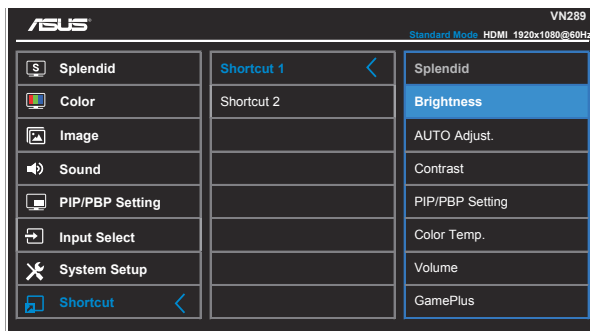 ASUS
VN289
Standard Mode HDMI 1920x1080@60Hz
S Splendid
Color
Image
Sound
PIP/PBP Setting
Input Select
System Setup
Shortcut
Shortcut 1
Shortcut 2
Splendid
Brightness
AUTO Adjust.
Contrast
PIP/PBP Setting
Color Temp.
Volume
GamePlus